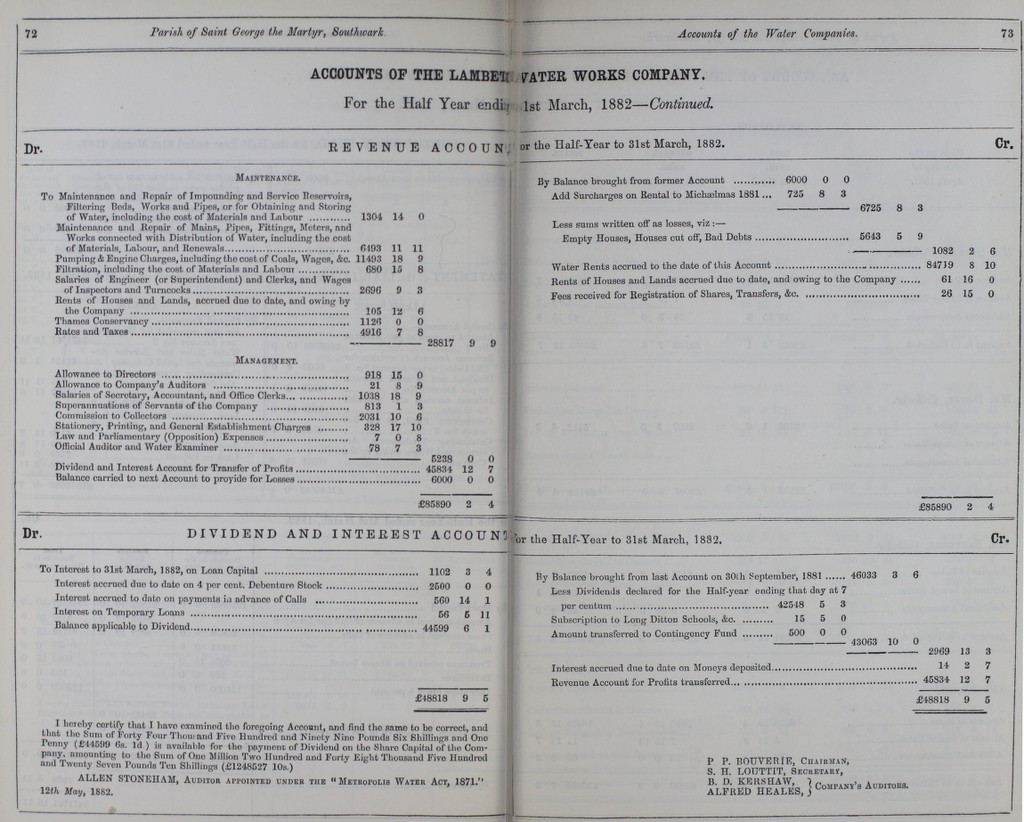 72
Parish of Saint George the Martyr, Southwark.
ACCOUNTS OF THE LAMBETH
For the Half Year ending
Dr.
REVENUE ACCOUNT
MAINTENANCE.
To Maintenance and Repair of Impounding and Service Reservoirs,
Filtering Beds, Works and Pipes, or for Obtaining and Storing
of Water, including the cost of Materials and Labour ............ 1304 14 0
Maintenance and Repair of Mains, Pipes, Fittings, Meters, and
Works connected with Distribution of Water, including the cost
of Materials, Labour, and Renewals.................................... 6493 11 11
Pumping & Engine Charges, including the cost of Coals, Wages, &c. 11493 18 9
Filtration, including the cost of Materials and Labour ............... 680 15 8
Salaries of Engineer (or Superintendent) and Clerks, and Wages
of Inspectors and Turncocks............................................. 2696 9 3
Rents of Houses and Lands, accrued due to date, and owing by
the Company ............................................................... 105 12 6
Thames Conservancy......................................................... 1126 0 0
Rates and Taxes............................................................... 4916 7 8
28817 9 9
MANAGEMENT.
Allowance to Directors ...................................................... 918 15 0
Allowance to Company's Auditors ....................................... 21 8 9
Salaries of Secretary, Accountant, and Office Clerks.................. 1038 18 9
Superannuations of Servants of the Company ........................ 813 1 3
Commission to Collectors ................................................... 2031 10 6
Stationery, Printing, and General Establishment Charges ......... 328 17 10
Law and Parliamentary (Opposition) Expenses........................ 7 0 8
Official Auditor and Water Examiner .................................... 78 7 3
5238 0 0
Dividend and Interest Account for Transfer of Profits .................................... 45834 12 7
Balance carried to next Account to provide for Losses.................................... 6000 0 0
£85890 2 4
Dr.
DIVIDEND AND INTEREST ACCOUNT
To Interest to 31st March, 1882, on Loan Capital ............................................. 1102 3 4
Interest accrued due to date on 4 per cent. Debenture Stock ........................... 2500 0 0
Interest accrued to date on payments in advance of Calls .............................. 560 14 1
Interest on Temporary Loans ..................................................................... 56 5 11
Balance applicable to Dividend..................................................................... 44599 6 1
£48818 9 5
I hereby certify that I have examined the foregoing Account, and find the same to be correct, and
that the Sum of Forty Four Thousand Five Hundred and Ninety Nine Pounds Six Shillings and One
Penny (£44599 6s. 1d ) is available for the payment of Dividend on the Share Capital of the Com-
pany, amounting to the Sum of One Million Two Hundred and Forty Eight Thousand Five Hundred
and Twenty Seven Pounds Ten Shillings (£1248527 10s.)
ALLEN STONEHAM, AUDITOR APPOINTED UNDER THE "METROPOLIS WATER ACT, 1871."
12th May, 1882.
Accounts of the Water Companies.
73
WATER WORKS COMPANY.
31st March, 1882—Continued.
for the Half-Year to 31st March, 1882.
Cr.
By Balance brought from former Account ............ 6000 0 0
Add Surcharges on Rental to Michælmas 1881 ... 725 8 3
6725 8 3
Less sums written off as losses, viz :—
Empty Houses, Houses cut off, Bad Debts ........................... 5643 5 9
1082 2 6
Water Rents accrued to the date of this Account .......................................... 84719 8 10
Rents of Houses and Lands accrued due to date, and owing to the Company ...... 61 16 0
Fees received for Registration of Shares, Transfers, &c. ................................. 26 15 0
£85890 2 4
for the Half-Year to 31st March, 1882.
Cr.
By Balance brought from last Account on 30th September, 1881 ...... 46033 3 6
Less Dividends declared for the Half-year ending that day at 7
per centum ............................................. 42548 5 3
Subscription to Long Ditton Schools, &c. ......... 15 5 0
Amount transferred to Contingency Fund ......... 500 0 0
43063 10 0
2969 13 3
Interest accrued due to date on Moneys deposited.......................................... 14 2 7
Revenue Account for Profits transferred...................................................... 45834 12 7
£48818 9 5
P P. BOUVERIE, CHAIRMAN,
S. H. LOUTTIT, SECRETARY,
B. D. KERSHAW,
ALFRED HEALES, } COMPANY'S AUDITORS.